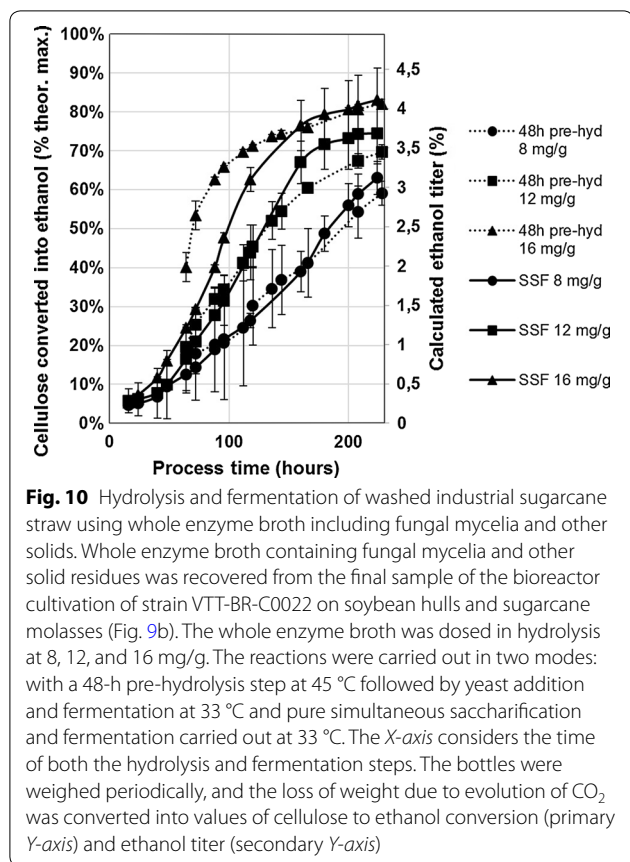 100%
90%
80%
70%
60%
50%
40%
30%
20%
10%
0%
Cellulose converted into ethanol (% theor. max.)
4,5
4
3,5
3
2,5
2
1,5
1
0,5
0
Calculated ethanol titer (%)
0
100
200
Process time (hours)
48h pre-hyd
8 mg/g
48h pre-hyd
12 mg/g
48h pre-hyd
16 mg/g
SSF 8 mg/g
SSF 12 mg/g
SSF 16 mg/g
Fig. 10 Hydrolysis and fermentation of washed industrial sugarcane
straw using whole enzyme broth including fungal mycelia and other
solids. Whole enzyme broth containing fungal mycelia and other
solid residues was recovered from the final sample of the bioreactor
cultivation of strain VTT-BR-C0022 on soybean hulls and sugarcane
molasses (Fig. 9b). The whole enzyme broth was dosed in hydrolysis
at 8, 12, and 16 mg/g. The reactions were carried out in two modes:
with a 48-h pre-hydrolysis step at 45 °C followed by yeast addition
and fermentation at 33 °C and pure simultaneous saccharification
and fermentation carried out at 33 °C. The X-axis considers the time
of both the hydrolysis and fermentation steps. The bottles were
weighed periodically, and the loss of weight due to evolution of CO₂
was converted into values of cellulose to ethanol conversion (primary
Y-axis) and ethanol titer (secondary Y-axis)